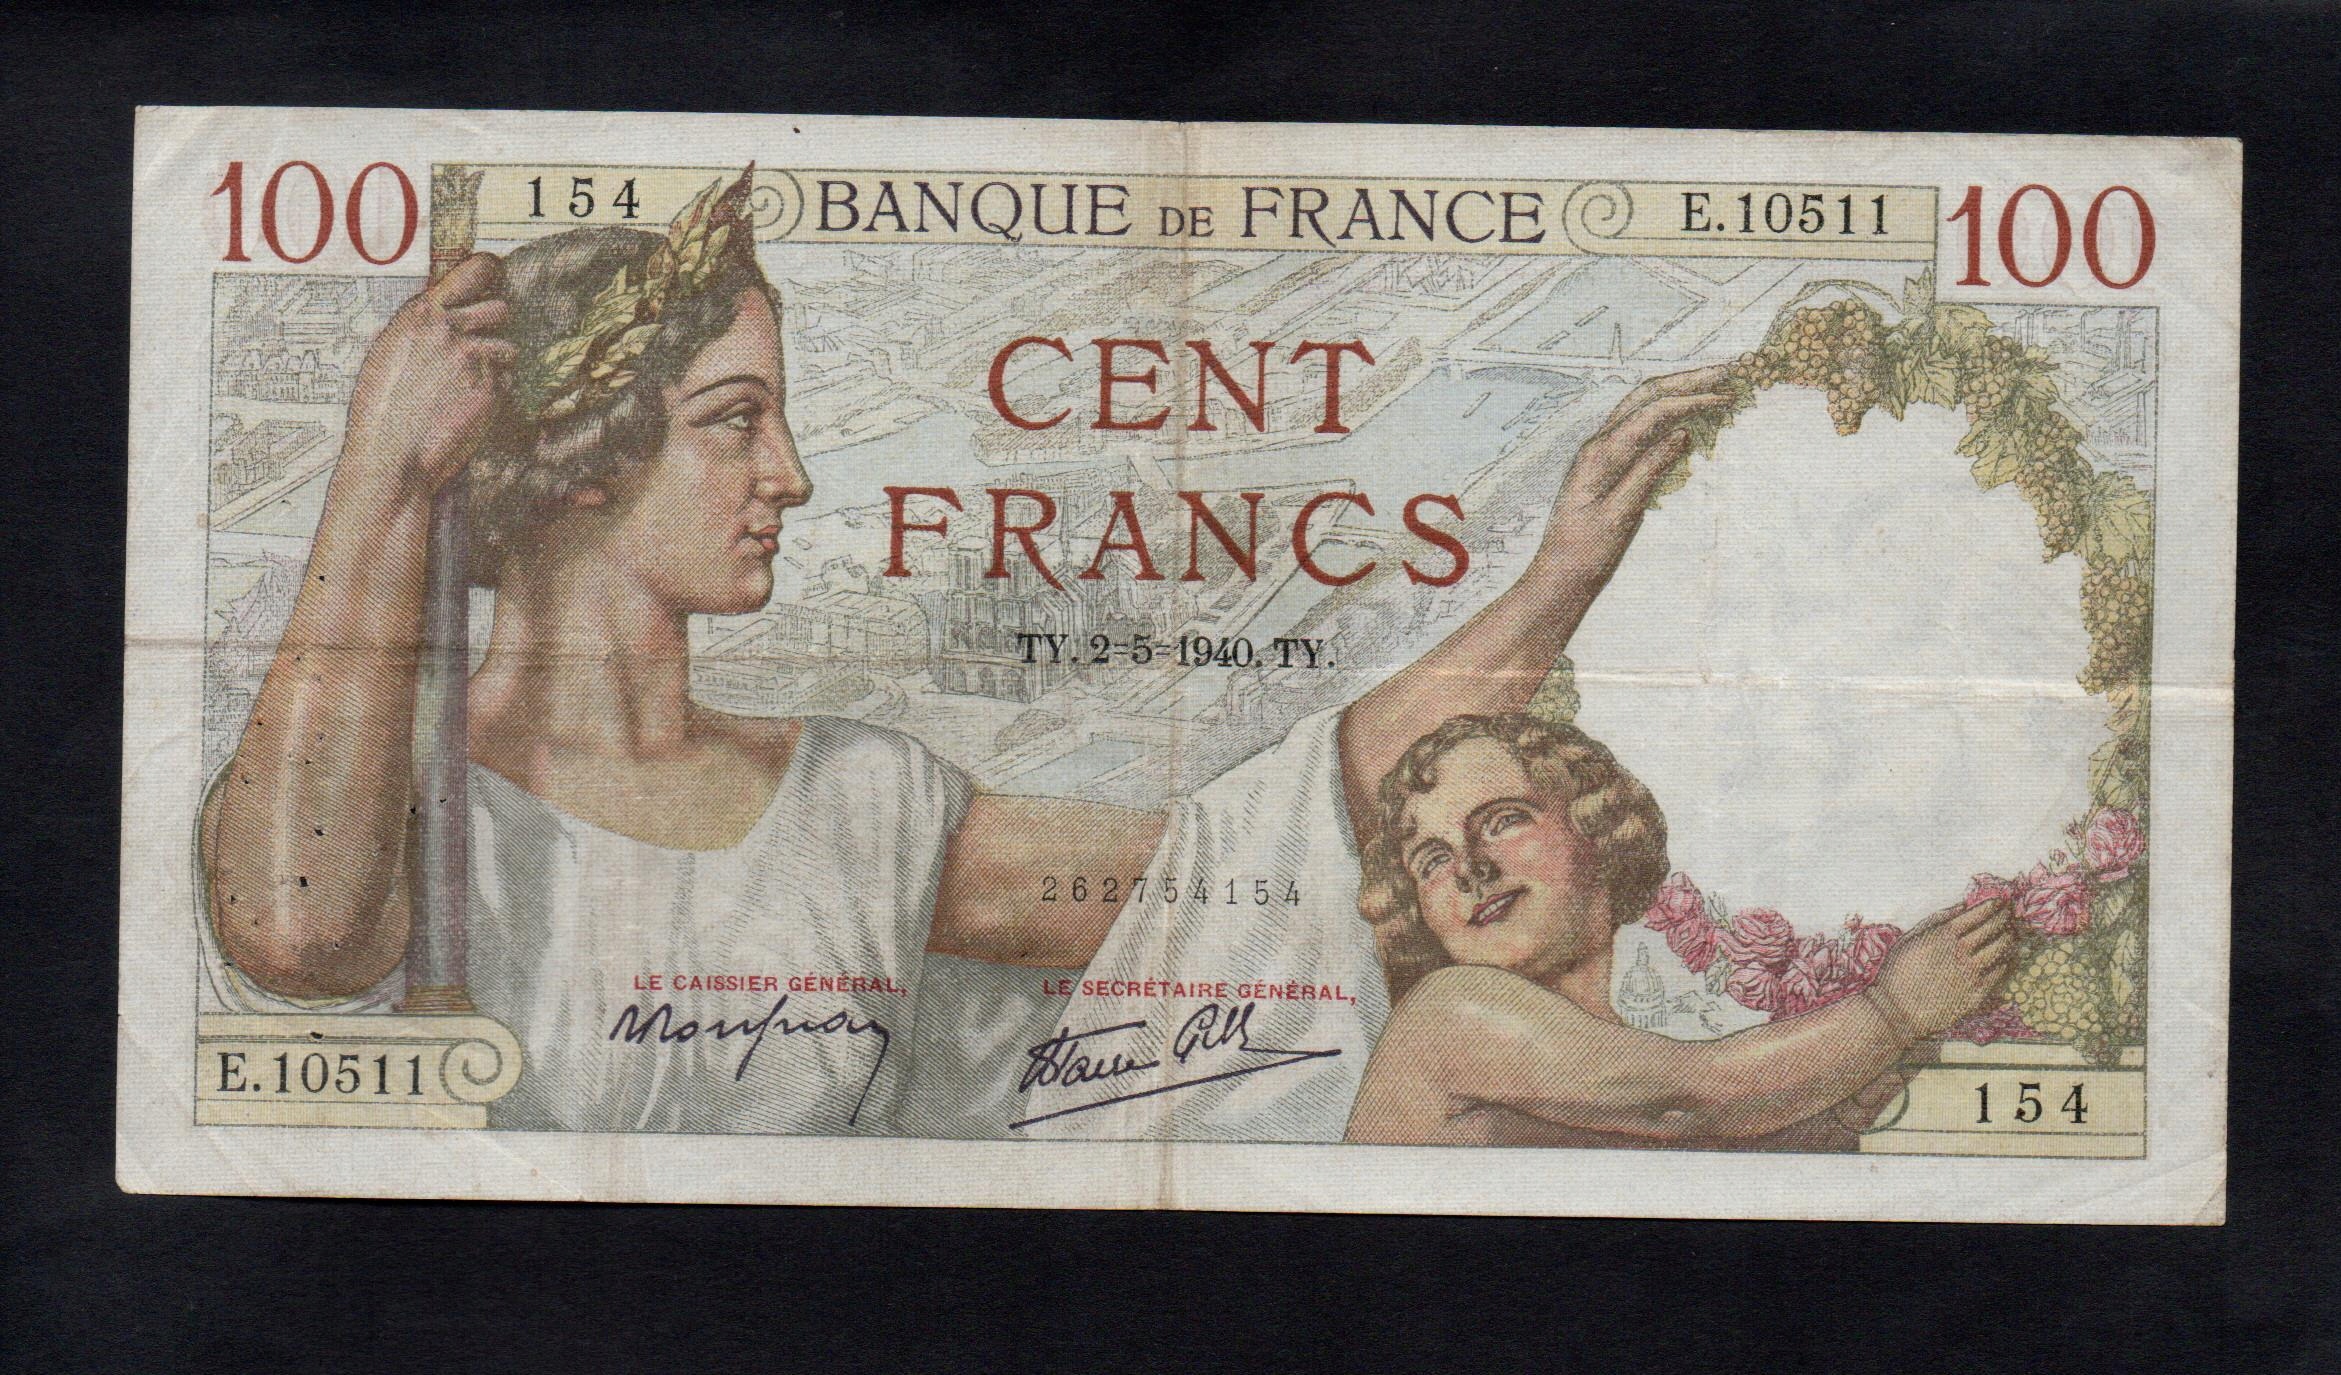 100 154 BANQUE DE FRANCE E.10511 100
CENT
FRANCS
TY. 2=5=1940. TY.
262754154
LE CAISSIER GÉNÉRAL, LE SECRÉTAIRE GÉNÉRAL,
E.10511 154